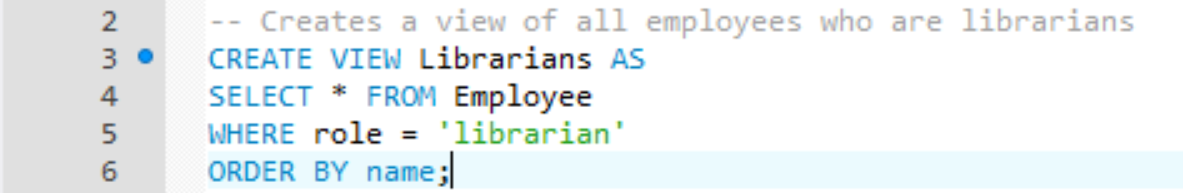 2 -- Creates a view of all employees who are librarians
3 CREATE VIEW Librarians AS
4 SELECT * FROM Employee
5 WHERE role = 'librarian'
6 ORDER BY name;